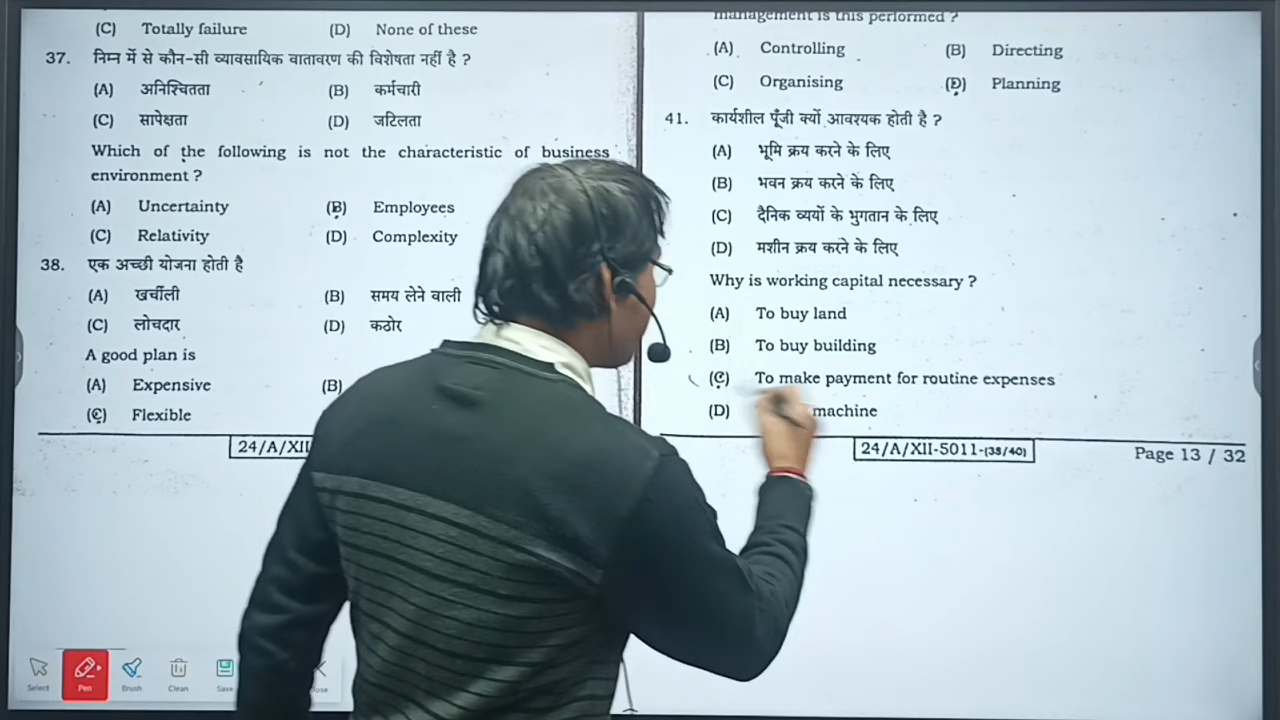 (C) Totally failure (D) None of these
37. निम्न में से कौन-सी व्यावसायिक वातावरण की विशेषता नहीं है ?
(A) अनिश्चितता (B) कर्मचारी
(C) सापेक्षता (D) जटिलता
Which of the following is not the characteristic of business
environment ?
(A) Uncertainty (B) Employees
(C) Relativity (D) Complexity
38. एक अच्छी योजना होती है
(A) खर्चीली (B) समय लेने वाली
(C) लोचदार (D) कठोर
A good plan is
(A) Expensive (B)
(C) Flexible
24/A/XII
management is this performed ?
(A) Controlling (B) Directing
(C) Organising (D) Planning
41. कार्यशील पूँजी क्यों आवश्यक होती है ?
(A) भूमि क्रय करने के लिए
(B) भवन क्रय करने के लिए
(C) दैनिक व्ययों के भुगतान के लिए
(D) मशीन क्रय करने के लिए
Why is working capital necessary ?
(A) To buy land
(B) To buy building
(C) To make payment for routine expenses
(D) machine
24/A/XII-5011-(38/40) Page 13 / 32
Select Pen Brush Clean Save